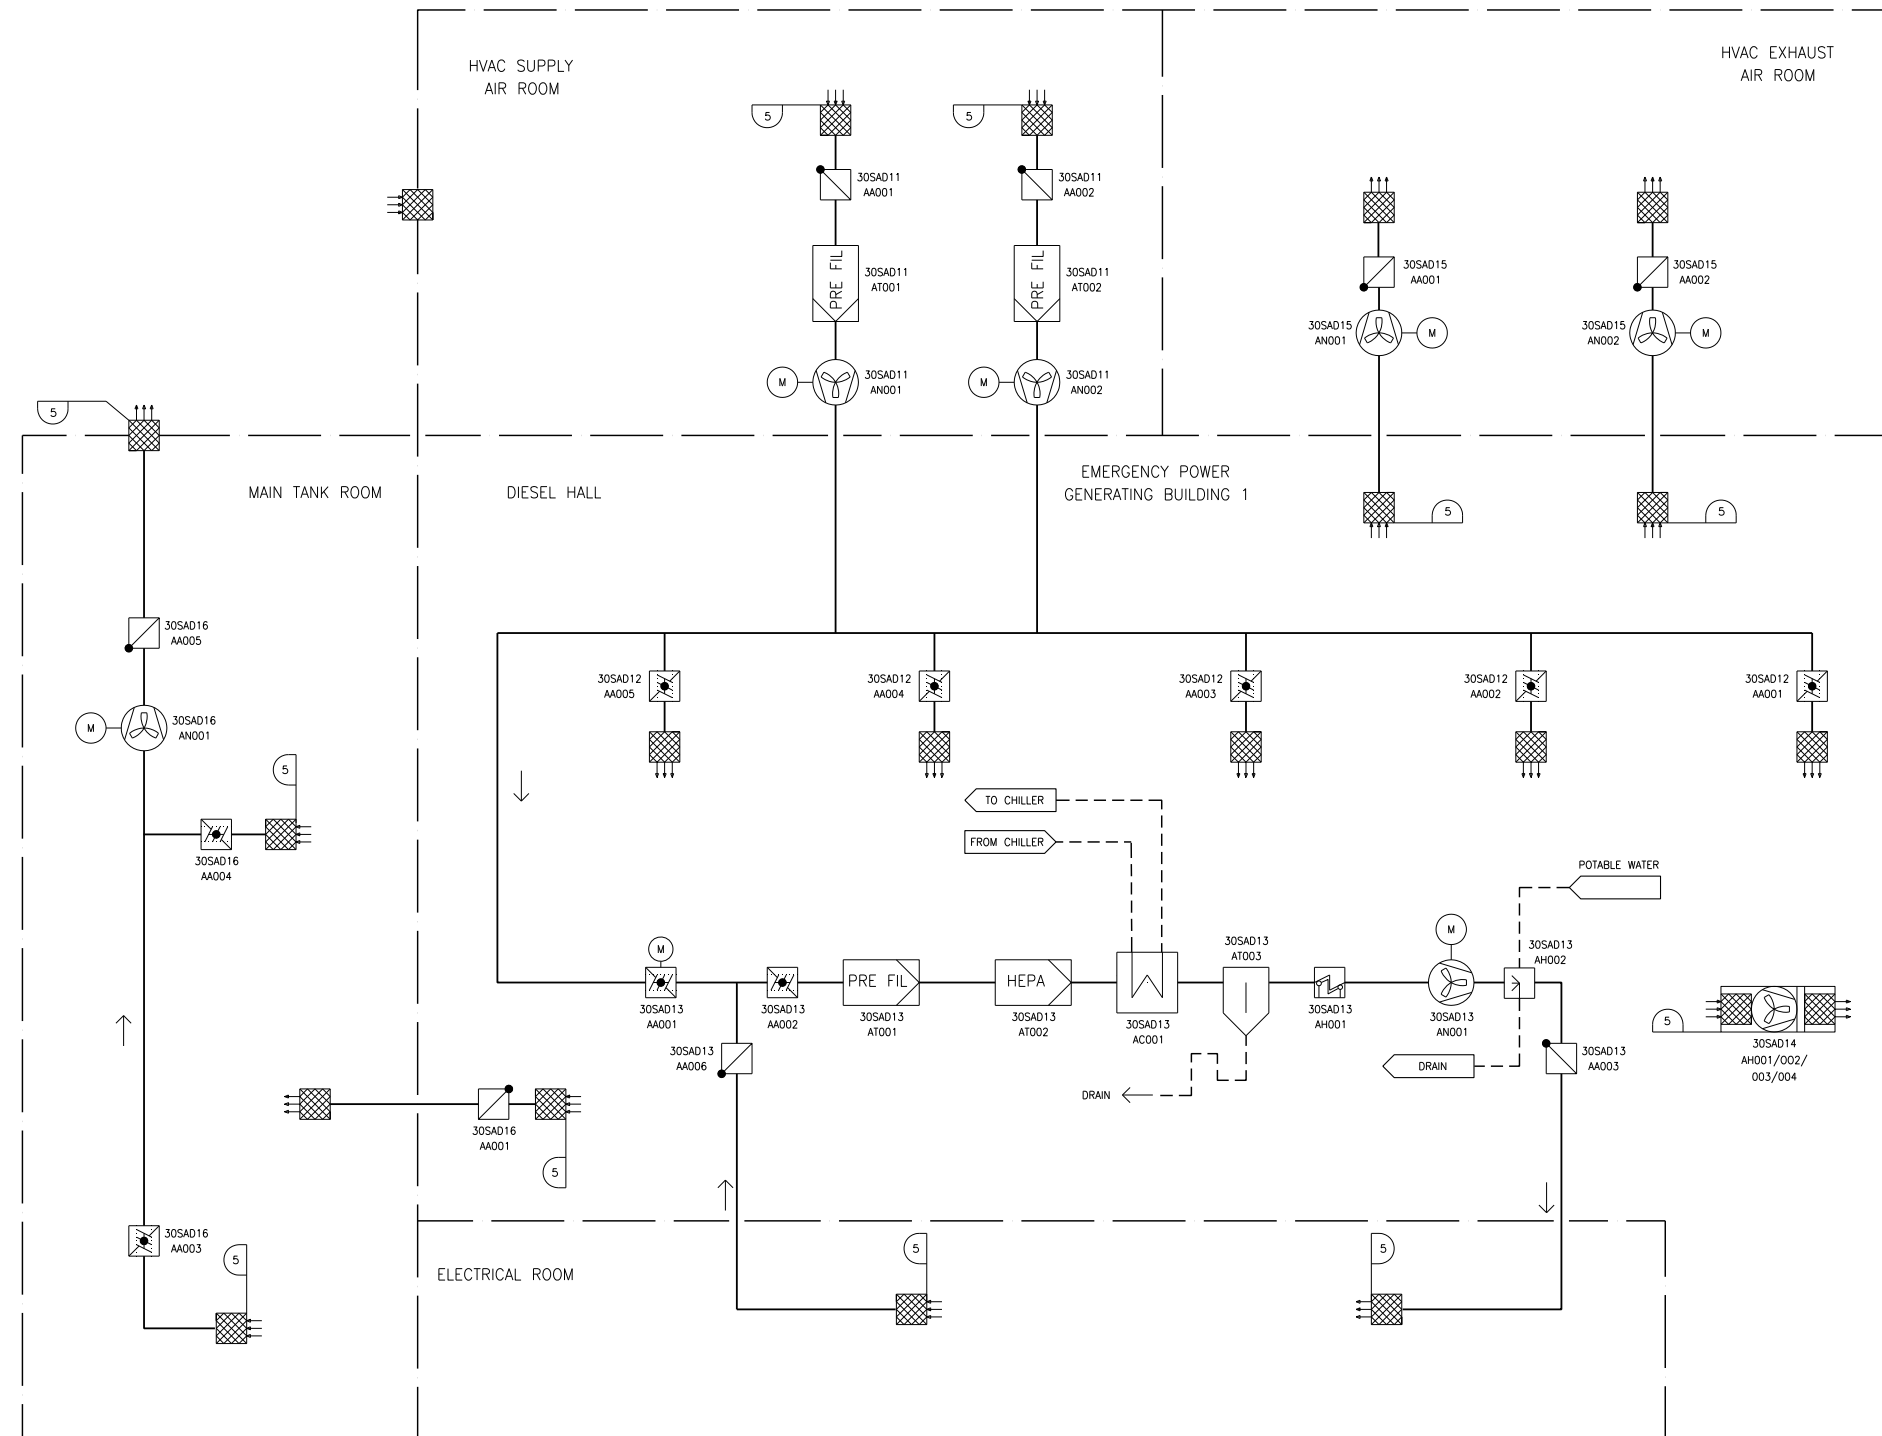 HVAC SUPPLY
AIR ROOM
HVAC EXHAUST
AIR ROOM
5
5
30SAD11
AA001
30SAD11
AA002
PRE FIL
30SAD11
AT001
PRE FIL
30SAD11
AT002
30SAD15
AA001
30SAD15
AA002
30SAD15
AN001
M
30SAD15
AN002
M
M
30SAD11
AN001
M
30SAD11
AN002
5
MAIN TANK ROOM
DIESEL HALL
EMERGENCY POWER
GENERATING BUILDING 1
5
5
30SAD16
AA005
30SAD12
AA005
30SAD12
AA004
30SAD12
AA003
30SAD12
AA002
30SAD12
AA001
M
30SAD16
AN001
5
30SAD16
AA004
TO CHILLER
FROM CHILLER
POTABLE WATER
M
M
30SAD13
AT003
30SAD13
AH002
PRE FIL
HEPA
30SAD13
AA001
30SAD13
AA002
30SAD13
AT001
30SAD13
AT002
30SAD13
AC001
30SAD13
AH001
30SAD13
AN001
5
30SAD14
AH001/002/
003/004
30SAD13
AA006
DRAIN
DRAIN
30SAD13
AA003
30SAD16
AA001
5
30SAD16
AA003
5
ELECTRICAL ROOM
5
5